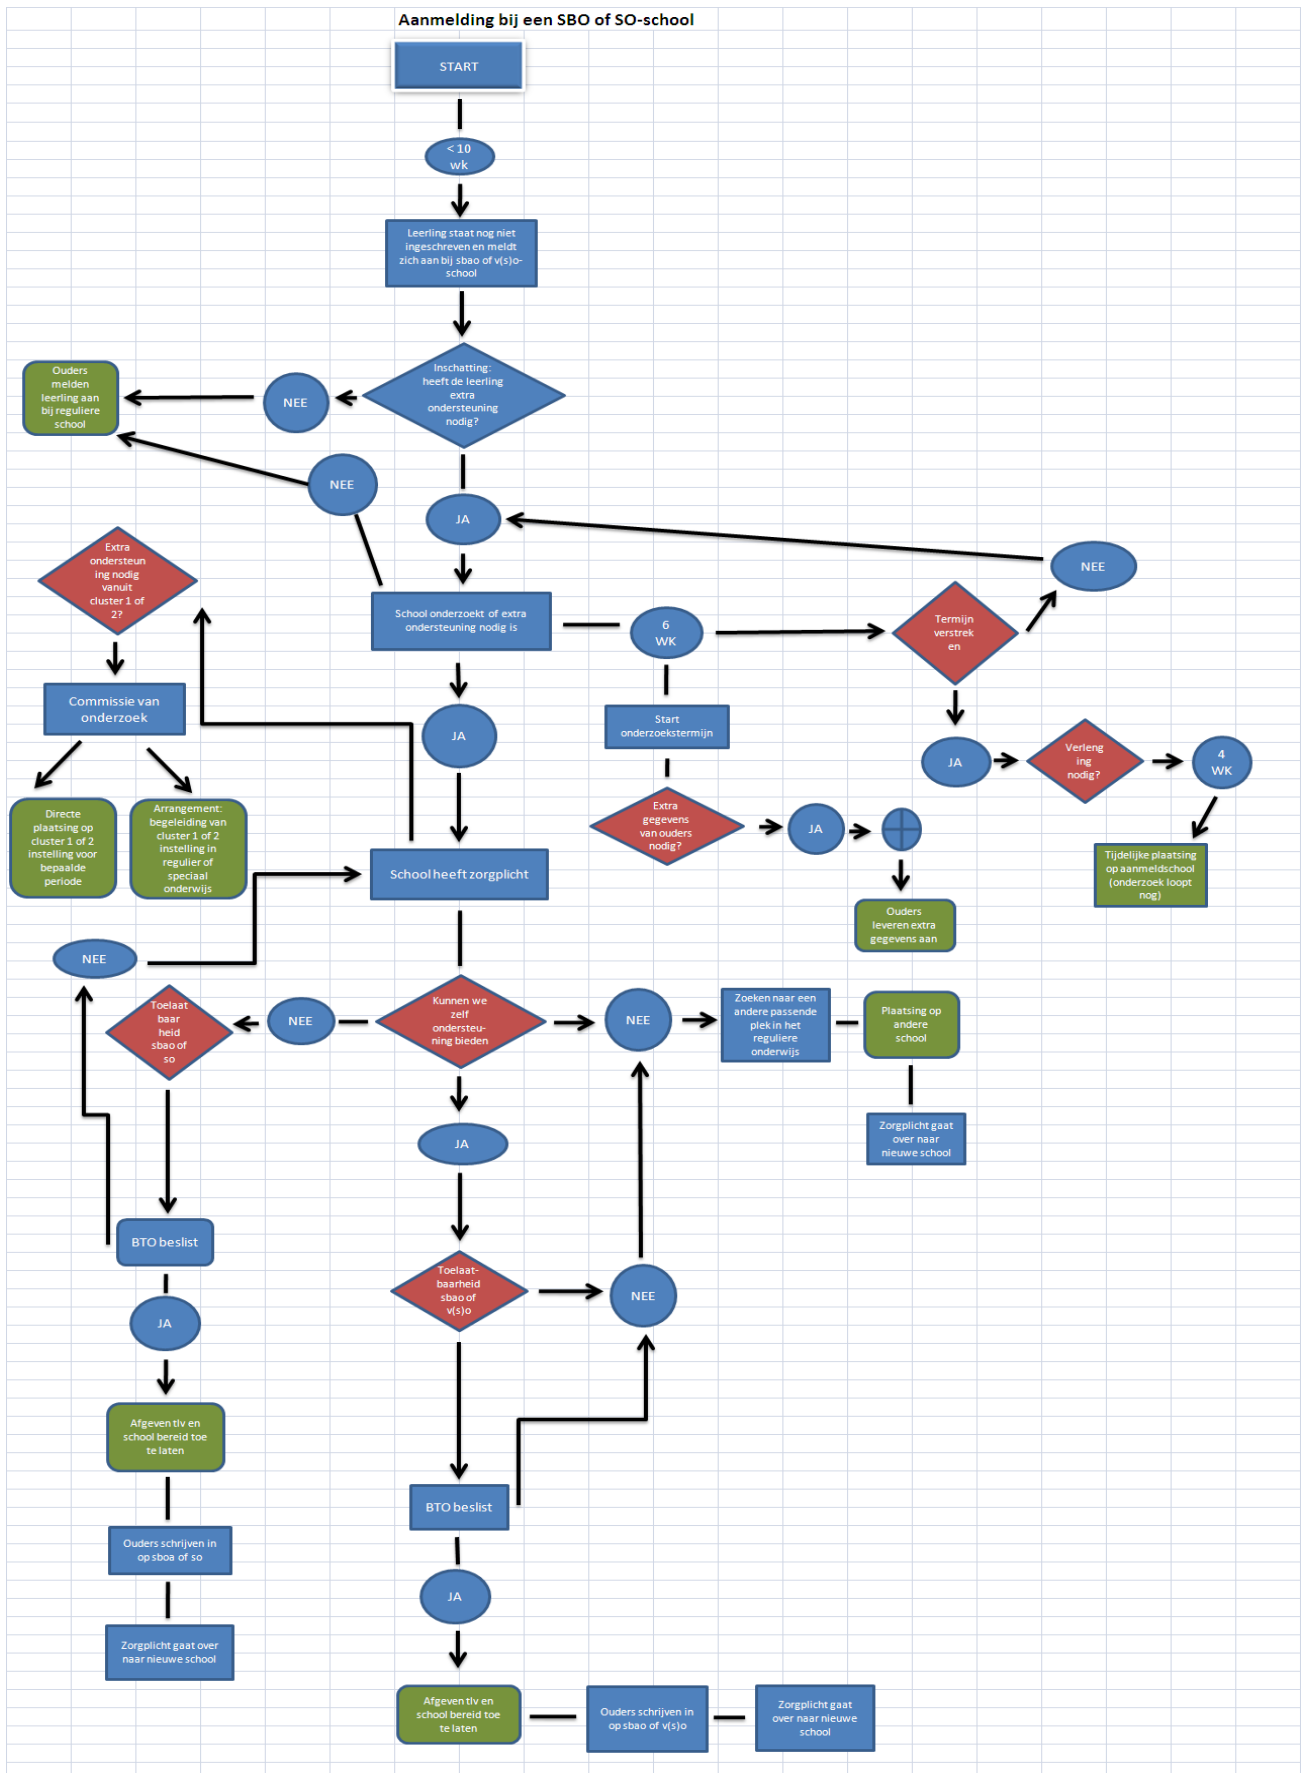 Aanmelding bij een SBO of SO-school
START
< 10
wk
Leerling staat nog niet
ingeschreven en meldt
zich aan bij sbao of v(s)o-
school
Inschatting:
heeft de leerling
extra
ondersteuning
nodig?
NEE
Ouders
melden
leerling aan
bij reguliere
school
NEE
JA
NEE
Extra
ondersteun
ing nodig
vanuit
cluster 1 of
2?
School onderzoekt of extra
ondersteuning nodig is
6
WK
Termijn
verstrek
en
Commissie van
onderzoek
JA
Start
onderzoekstermijn
JA
Verleng
ing
nodig?
4
WK
Directe
plaatsing op
cluster 1 of 2
instelling voor
bepaalde
periode
Arrangement:
begeleiding van
cluster 1 of 2
instelling in
regulier of
speciaal
onderwijs
Extra
gegevens
van ouders
nodig?
JA
Tijdelijke plaatsing
op aanmeldschool
(onderzoek loopt
nog)
School heeft zorgplicht
Ouders
leveren extra
gegevens aan
NEE
Toelaat
baar
heid
sbao of
so
NEE
Kunnen we
zelf
ondersteu-
ning bieden
NEE
Zoeken naar een
andere passende
plek in het
reguliere
onderwijs
Plaatsing op
andere
school
Zorgplicht gaat
over naar
nieuwe school
JA
BTO beslist
Toelaat-
baarheid
sbao of
v(s)o
NEE
JA
Afgeven tlv en
school bereid toe
te laten
BTO beslist
Ouders schrijven in
op sboa of so
JA
Zorgplicht gaat over
naar nieuwe school
Afgeven tlv en
school bereid toe
te laten
Ouders schrijven in
op sbao of v(s)o
Zorgplicht gaat
over naar nieuwe
school